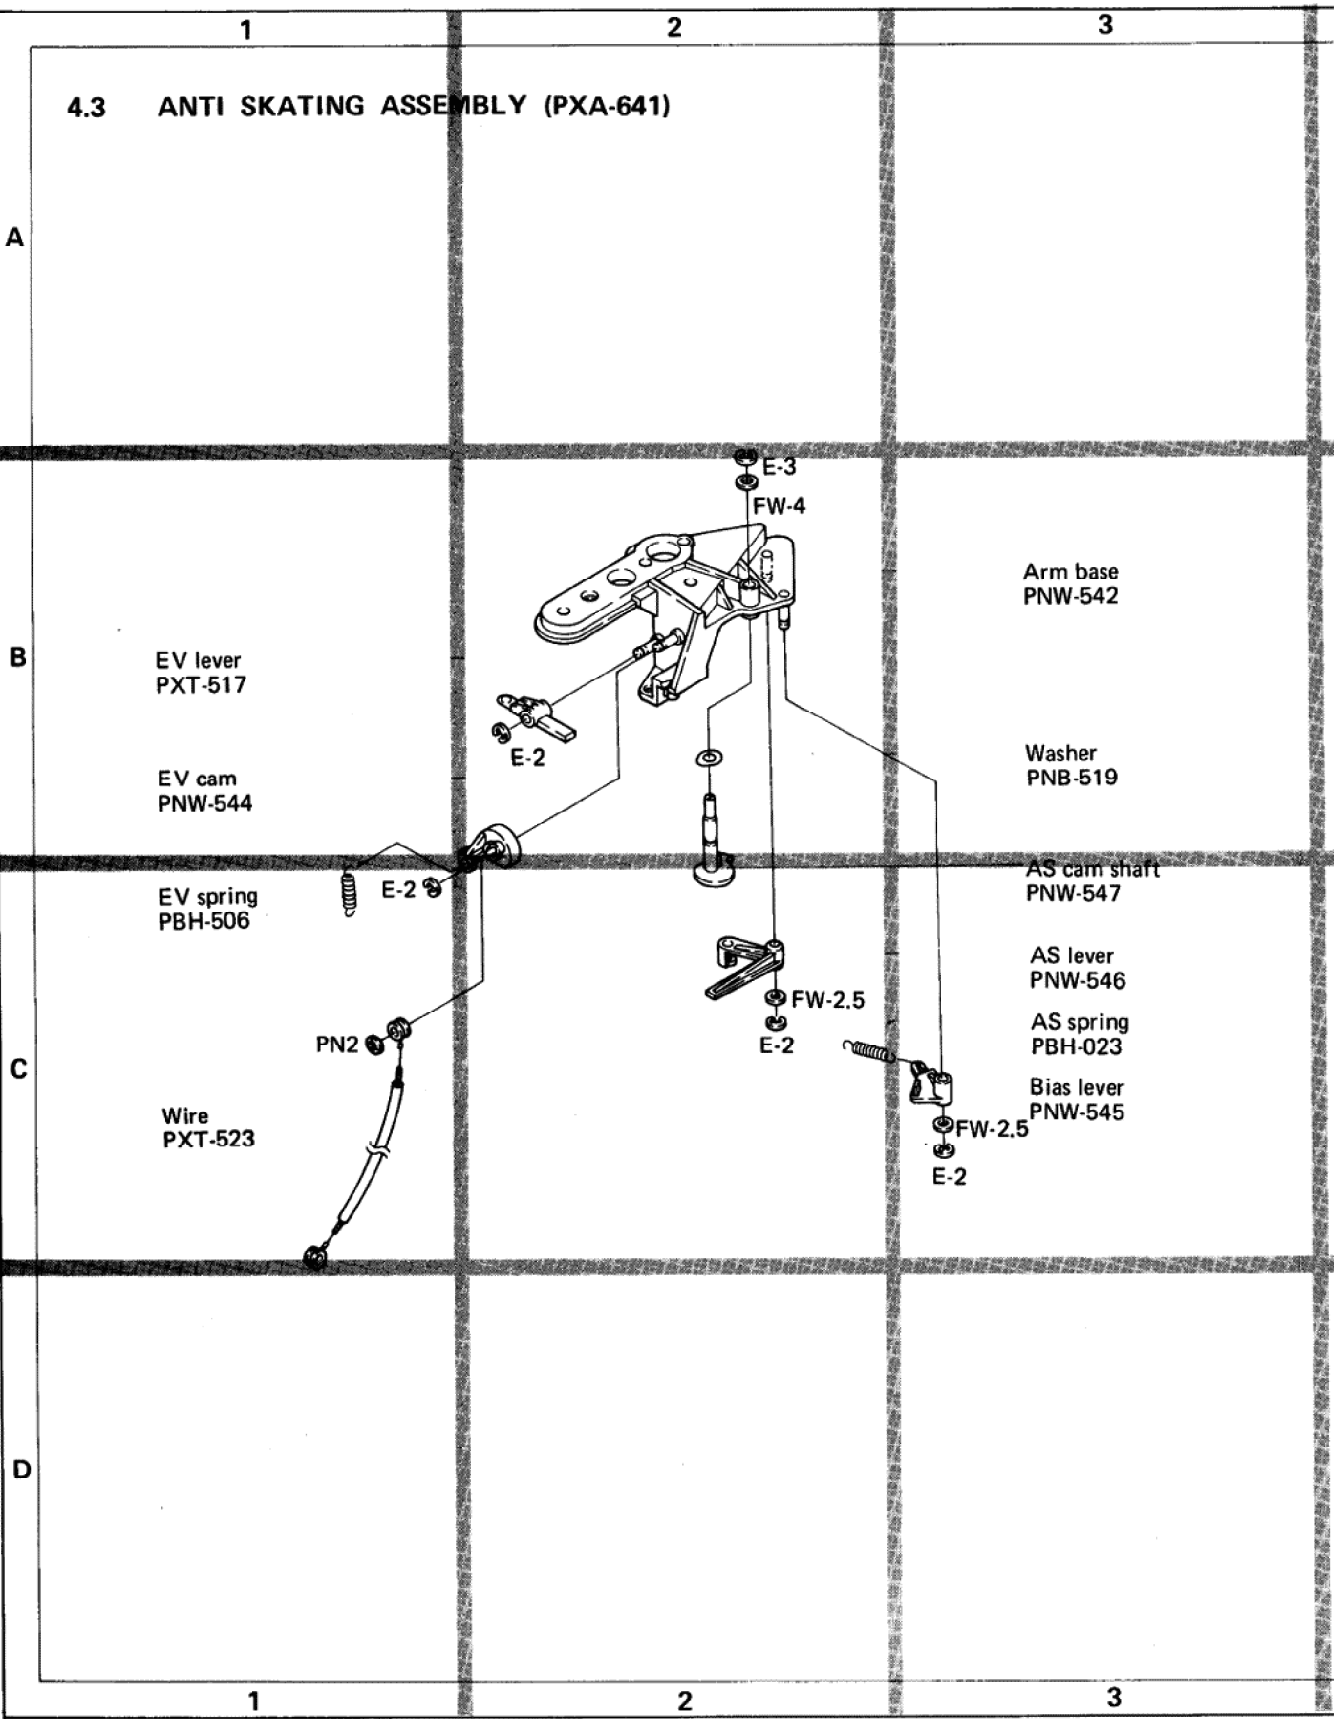 1 2 3
4.3 ANTI SKATING ASSEMBLY (PXA-641)
A
E-3
FW-4
Arm base
PNW-542
B
EV lever
PXT-517
E-2
Washer
PNB-519
EV cam
PNW-544
AS cam shaft
PNW-547
E-2
EV spring
PBH-506
AS lever
PNW-546
FW-2.5
E-2
AS spring
PBH-023
PN2
C
Bias lever
PNW-545
Wire
PXT-523
FW-2.5
E-2
D
1 2 3